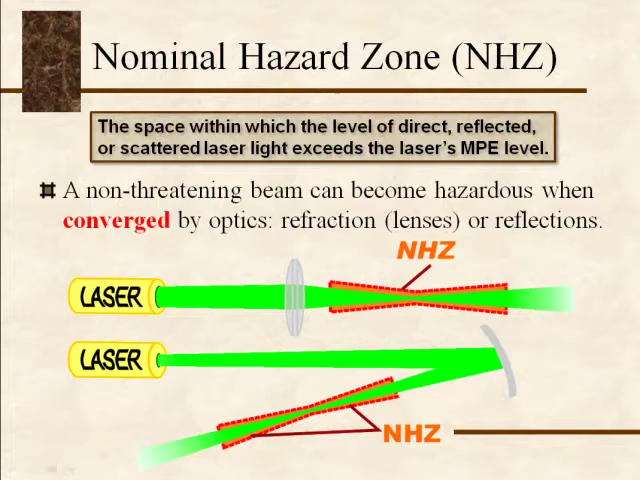 Nominal Hazard Zone (NHZ)
The space within which the level of direct, reflected,
or scattered laser light exceeds the laser's MPE level.
A non-threatening beam can become hazardous when
converged by optics: refraction (lenses) or reflections.
NHZ
LASER
LASER
NHZ